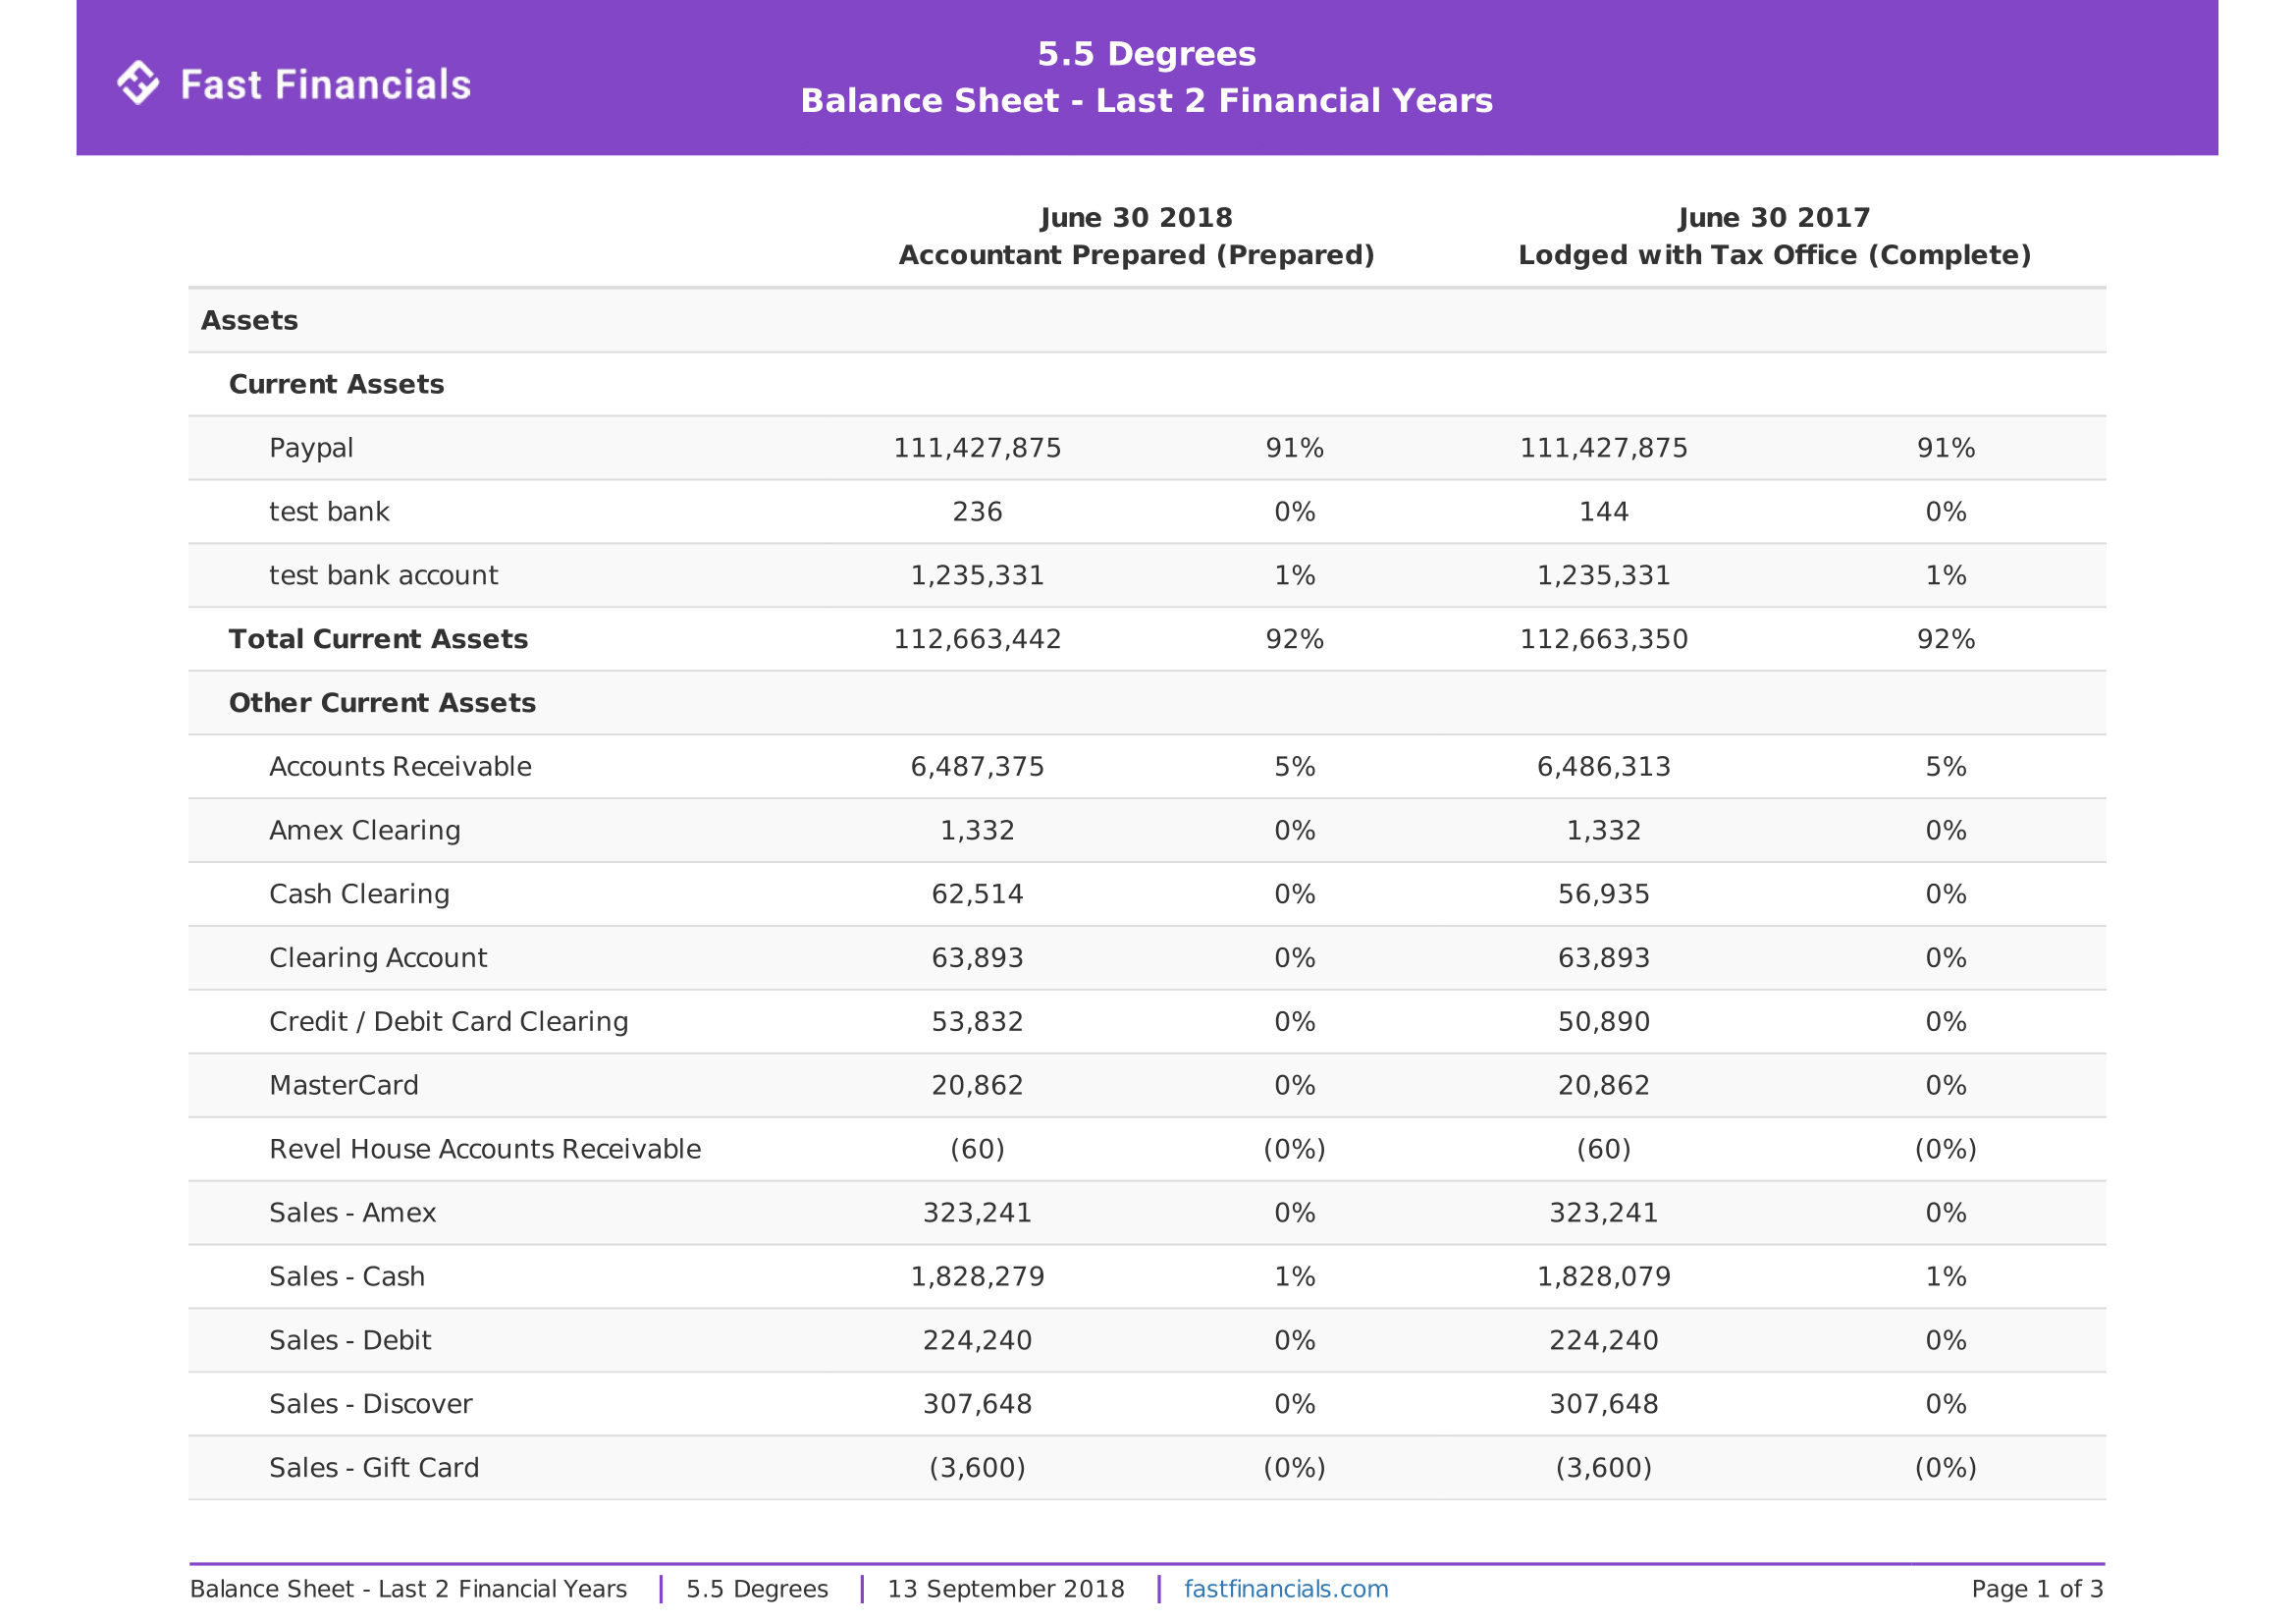 5.5 Degrees
Fast Financials
Balance Sheet - Last 2 Financial Years
June 30 2018 June 30 2017
Accountant Prepared (Prepared) Lodged with Tax Office (Complete)
Assets
Current Assets
Paypal 111,427,875 91% 111,427,875 91%
test bank 236 0% 144 0%
test bank account 1,235,331 1% 1,235,331 1%
Total Current Assets 112,663,442 92% 112,663,350 92%
Other Current Assets
Accounts Receivable 6,487,375 5% 6,486,313 5%
Amex Clearing 1,332 0% 1,332 0%
Cash Clearing 62,514 0% 56,935 0%
Clearing Account 63,893 0% 63,893 0%
Credit / Debit Card Clearing 53,832 0% 50,890 0%
MasterCard 20,862 0% 20,862 0%
Revel House Accounts Receivable (60) (0%) (60) (0%)
Sales - Amex 323,241 0% 323,241 0%
Sales - Cash 1,828,279 1% 1,828,079 1%
Sales - Debit 224,240 0% 224,240 0%
Sales - Discover 307,648 0% 307,648 0%
Sales - Gift Card (3,600) (0%) (3,600) (0%)
Balance Sheet - Last 2 Financial Years | 5.5 Degrees | 13 September 2018 | fastfinancials.com Page 1 of 3